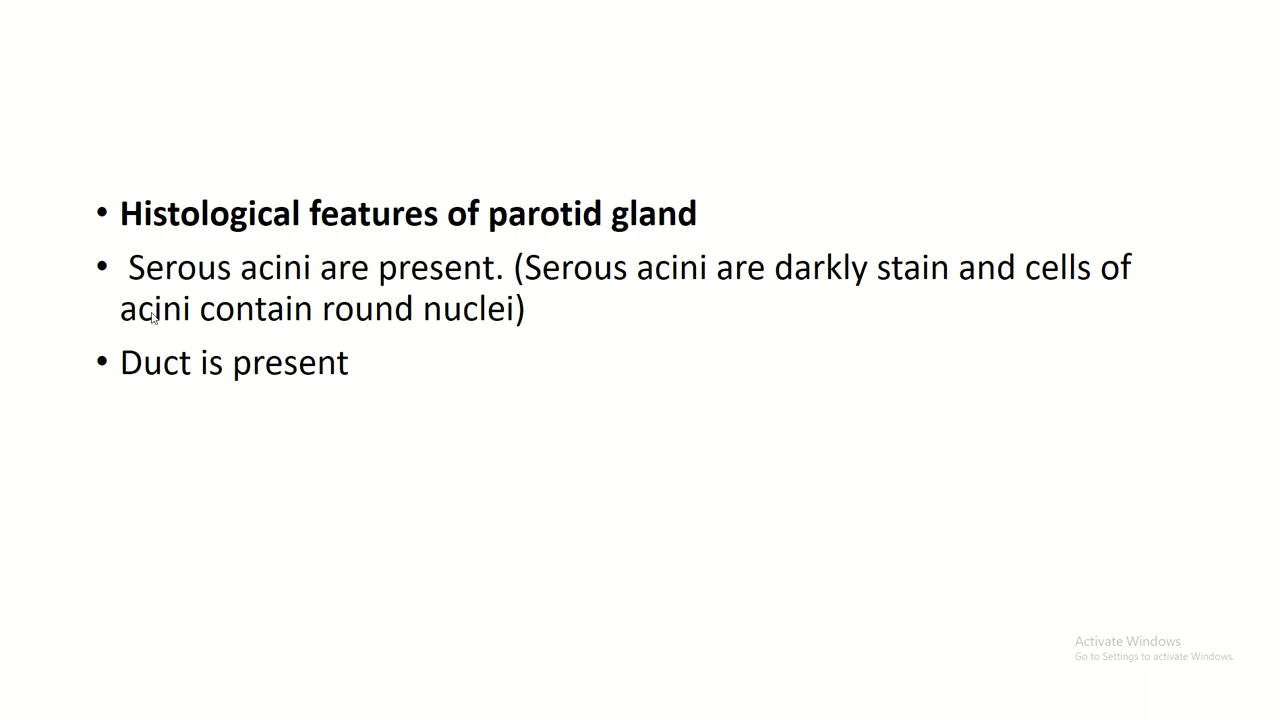 • Histological features of parotid gland
• Serous acini are present. (Serous acini are darkly stain and cells of
acini contain round nuclei)
• Duct is present
Activate Windows
Go to Settings to activate Windows.